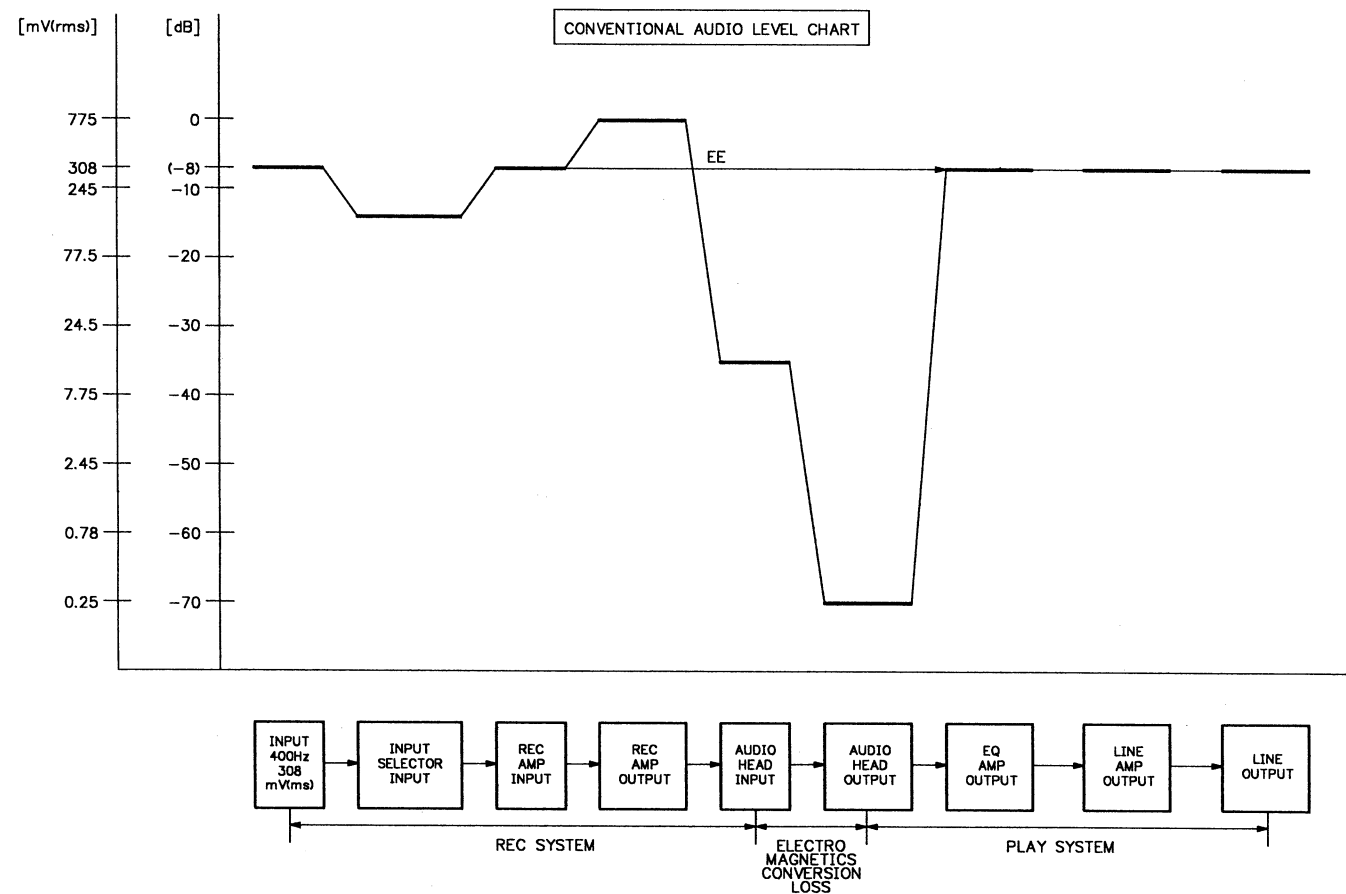 [mV(rms)] [dB] CONVENTIONAL AUDIO LEVEL CHART
775 0
EE
308 (-8)
245 -10
77.5 -20
24.5 -30
7.75 -40
2.45 -50
0.78 -60
0.25 -70
INPUT
400Hz
308
mV(ms)
INPUT
SELECTOR
INPUT
REC
AMP
INPUT
REC
AMP
OUTPUT
AUDIO
HEAD
INPUT
AUDIO
HEAD
OUTPUT
EQ
AMP
OUTPUT
LINE
AMP
OUTPUT
LINE
OUTPUT
REC SYSTEM
ELECTRO
MAGNETICS
CONVERSION
LOSS
PLAY SYSTEM